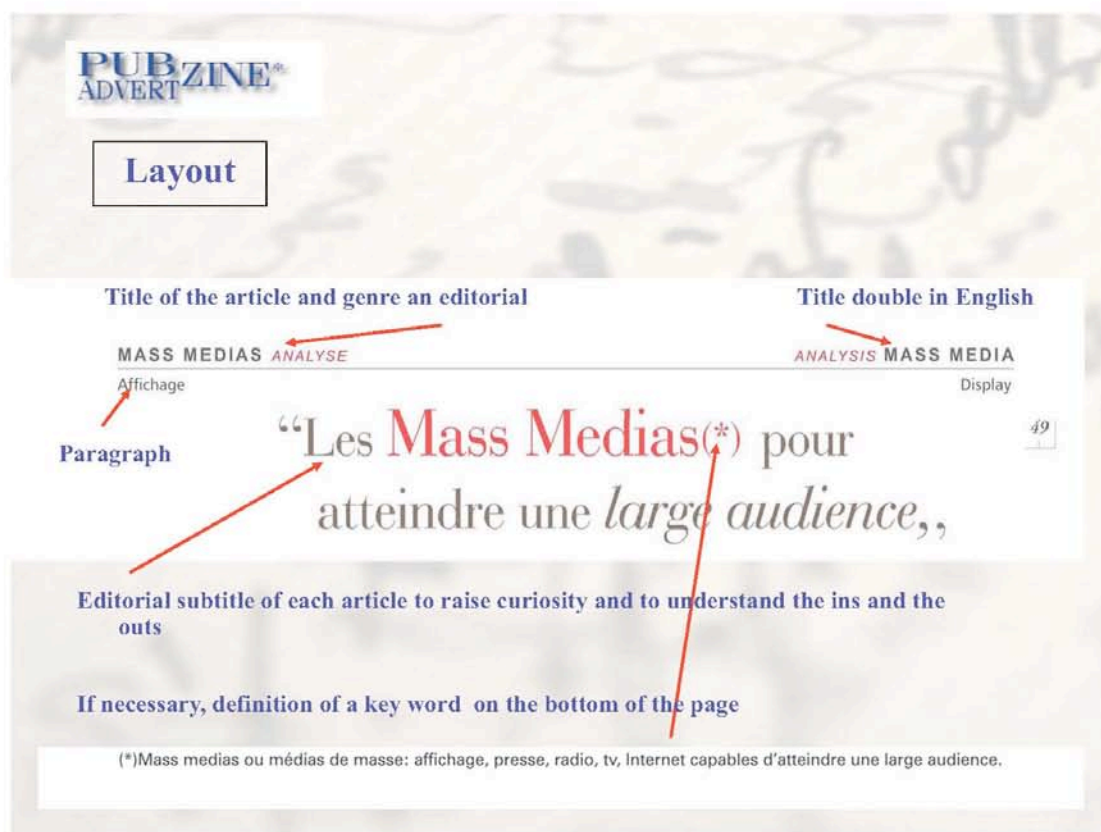 PUB ZINE*
ADVERT
Layout
Title of the article and genre an editorial
Title double in English
MASS MEDIAS ANALYSE
ANALYSIS MASS MEDIA
Affichage
Display
“Les Mass Medias(*) pour
49
Paragraph
atteindre une large audience,,
Editorial subtitle of each article to raise curiosity and to understand the ins and the
outs
If necessary, definition of a key word on the bottom of the page
(*)Mass medias ou médias de masse: affichage, presse, radio, tv, Internet capables d'atteindre une large audience.